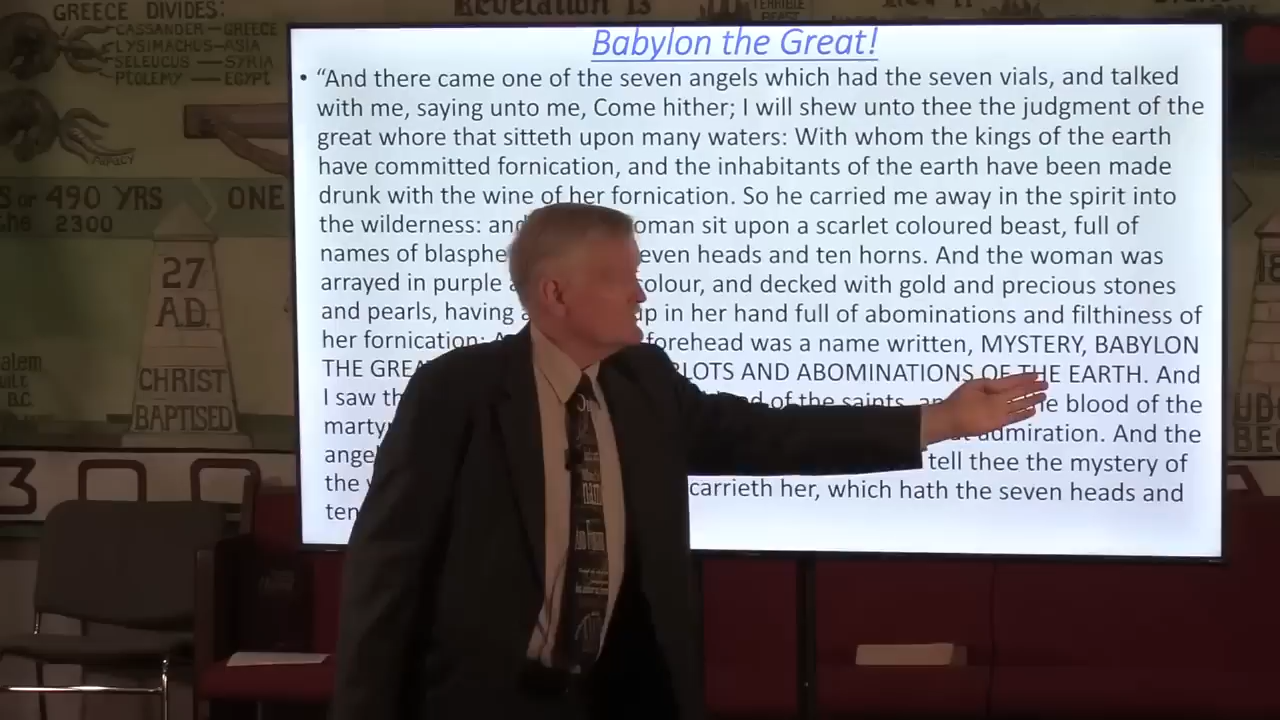 GREECE DIVIDES:
CASSANDER — GREECE
LYSIMACHUS — ASIA
SELEUCUS — SYRIA
PTOLEMY — EGYPT
Revelation 13
TERRIBLE
BEAST
S or 490 YRS
ONE
the 2300
27
A.D.
CHRIST
BAPTISED
alem
uilt
B.C.
Babylon the Great!
• “And there came one of the seven angels which had the seven vials, and talked
with me, saying unto me, Come hither; I will shew unto thee the judgment of the
great whore that sitteth upon many waters: With whom the kings of the earth
have committed fornication, and the inhabitants of the earth have been made
drunk with the wine of her fornication. So he carried me away in the spirit into
the wilderness: and oman sit upon a scarlet coloured beast, full of
names of blasphe even heads and ten horns. And the woman was
arrayed in purple colour, and decked with gold and precious stones
and pearls, having up in her hand full of abominations and filthiness of
her fornication: forehead was a name written, MYSTERY, BABYLON
THE GREA RLOTS AND ABOMINATIONS OF THE EARTH. And
I saw th of the saints, e blood of the
marty admiration. And the
ange tell thee the mystery of
the carrieth her, which hath the seven heads and
ten